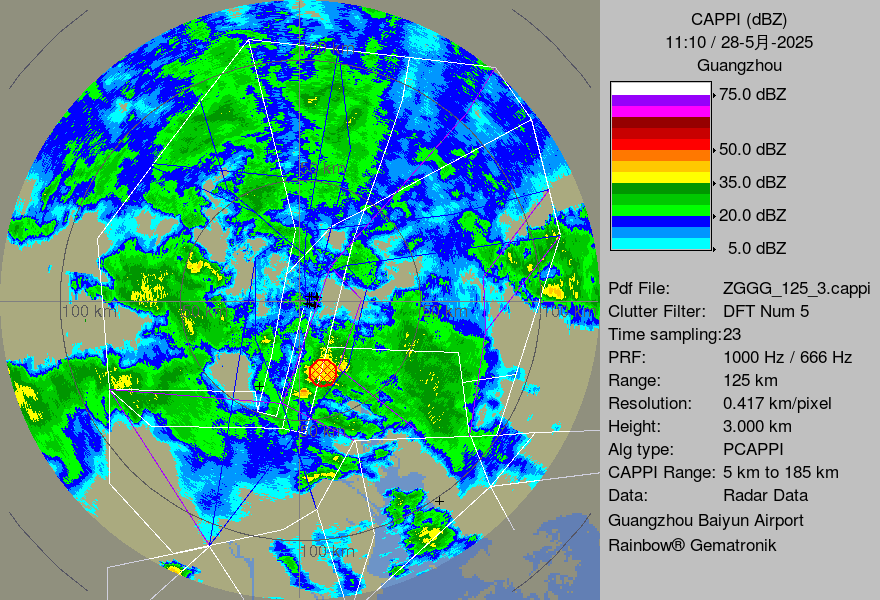 CAPPI (dBZ)
11:10 / 28-5月-2025
Guangzhou
75.0 dBZ
50.0 dBZ
35.0 dBZ
20.0 dBZ
5.0 dBZ
Pdf File: ZGGG_125_3.cappi
Clutter Filter: DFT Num 5
Time sampling:23
PRF: 1000 Hz / 666 Hz
Range: 125 km
Resolution: 0.417 km/pixel
Height: 3.000 km
Alg type: PCAPPI
CAPPI Range: 5 km to 185 km
Data: Radar Data
Guangzhou Baiyun Airport
Rainbow® Gematronik
100 km
100 km